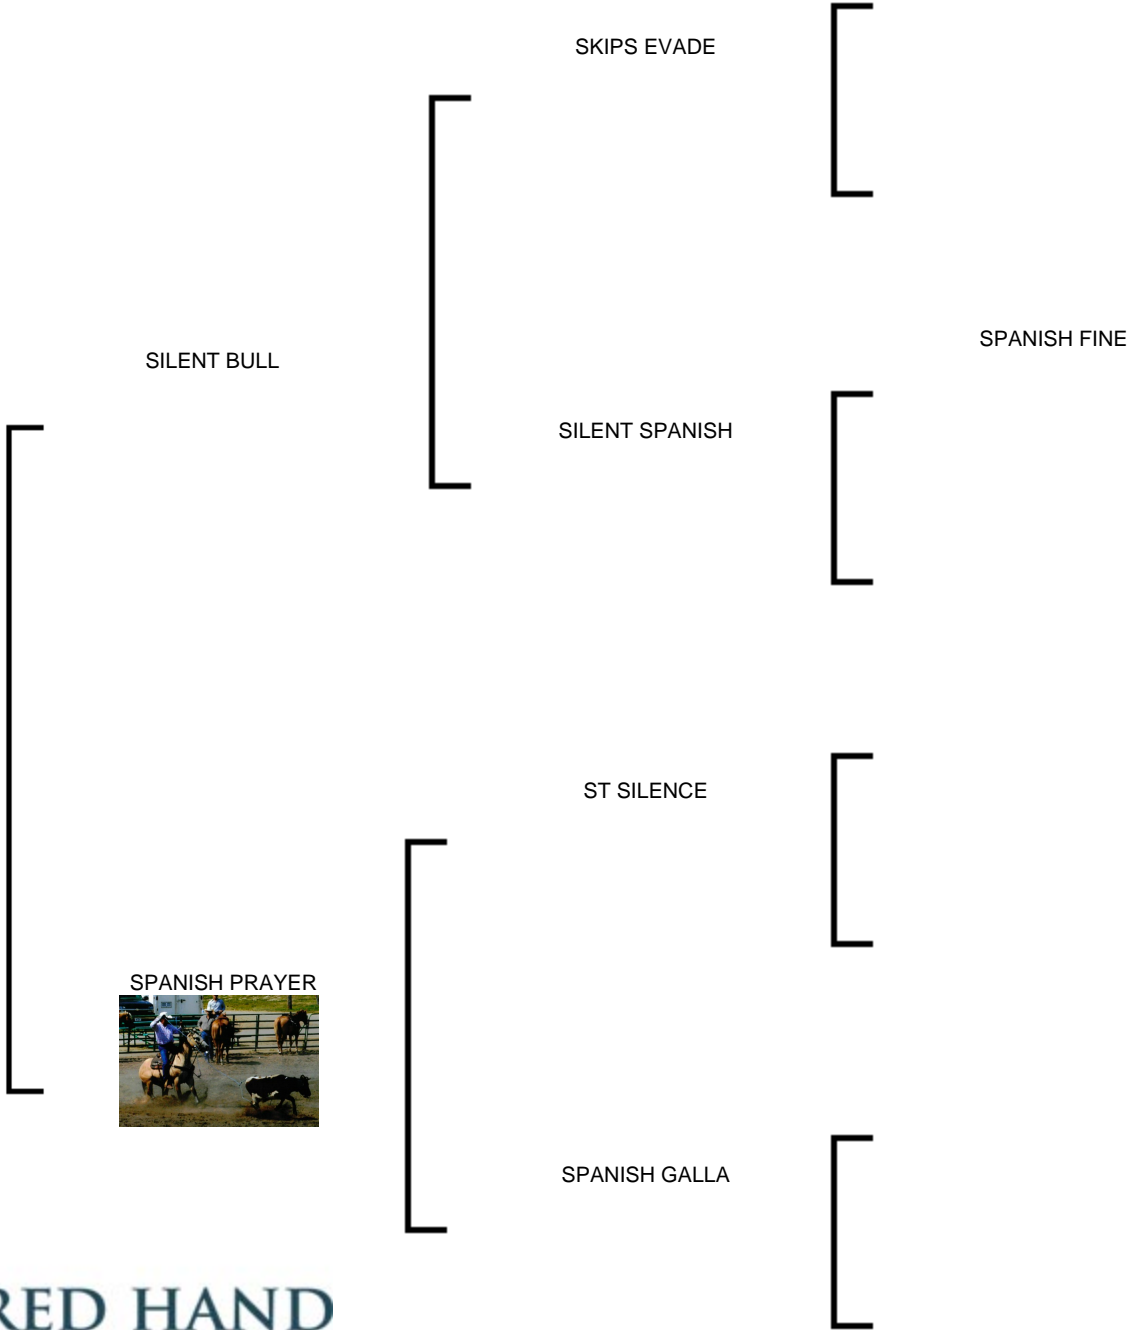 SKIPS EVADE
SPANISH FINE
SILENT BULL
SILENT SPANISH
ST SILENCE
SPANISH PRAYER
SPANISH GALLA
RED HAND